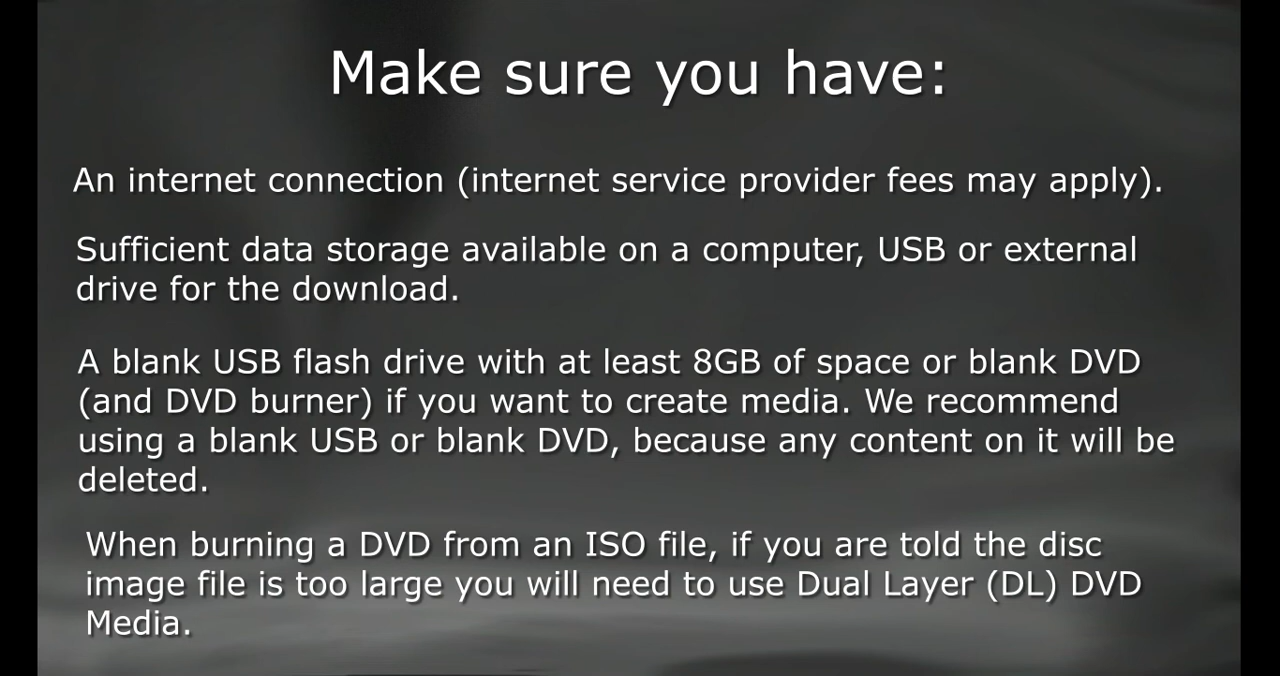 Make sure you have:
An internet connection (internet service provider fees may apply).
Sufficient data storage available on a computer, USB or external
drive for the download.
A blank USB flash drive with at least 8GB of space or blank DVD
(and DVD burner) if you want to create media. We recommend
using a blank USB or blank DVD, because any content on it will be
deleted.
When burning a DVD from an ISO file, if you are told the disc
image file is too large you will need to use Dual Layer (DL) DVD
Media.